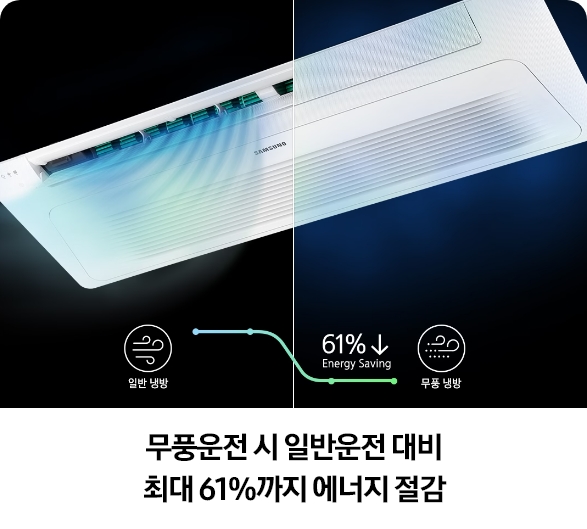 SAMSUNG
61%↓
Energy Saving
일반 냉방
무풍 냉방
무풍운전 시 일반운전 대비
최대 61%까지 에너지 절감